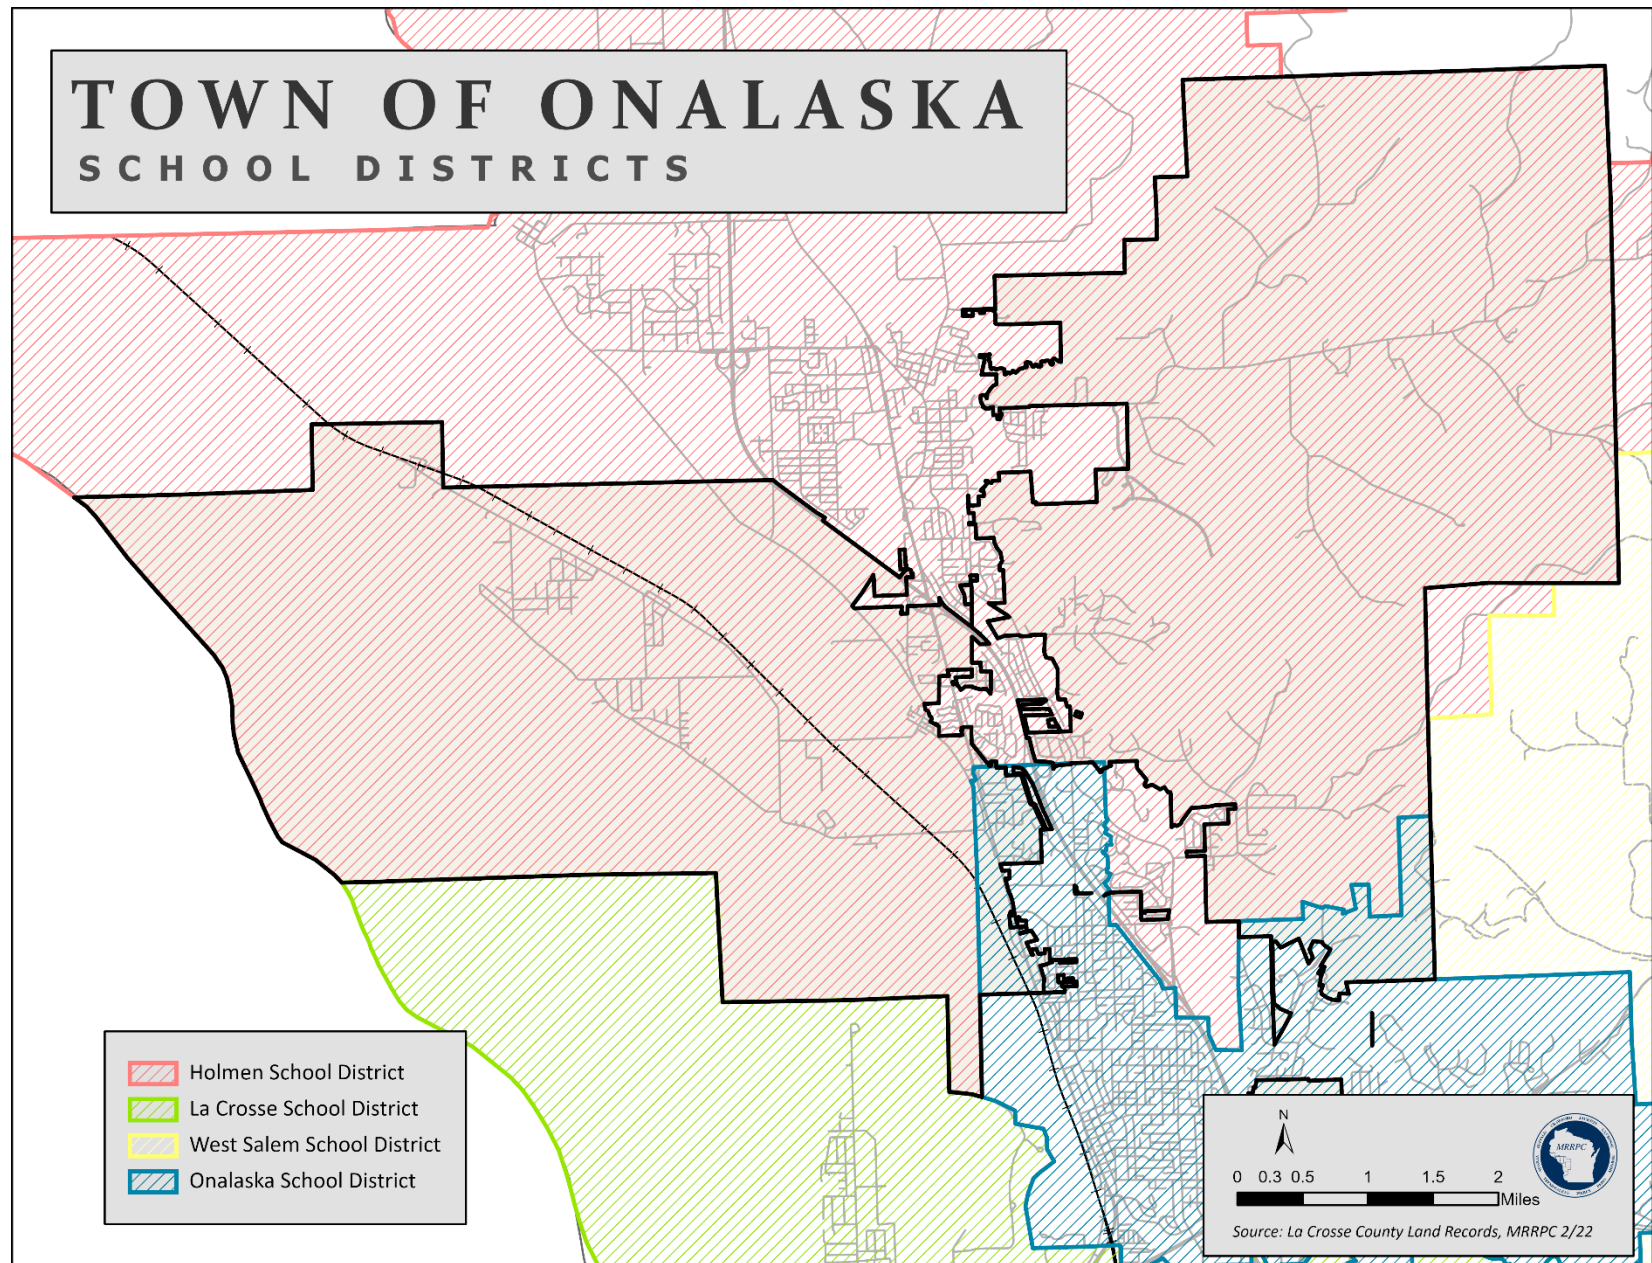 TOWN OF ONALASKA
SCHOOL DISTRICTS
Holmen School District
La Crosse School District
West Salem School District
Onalaska School District
N
MRRPC
0 0.3 0.5 1 1.5 2
Miles
Source: La Crosse County Land Records, MRRPC 2/22